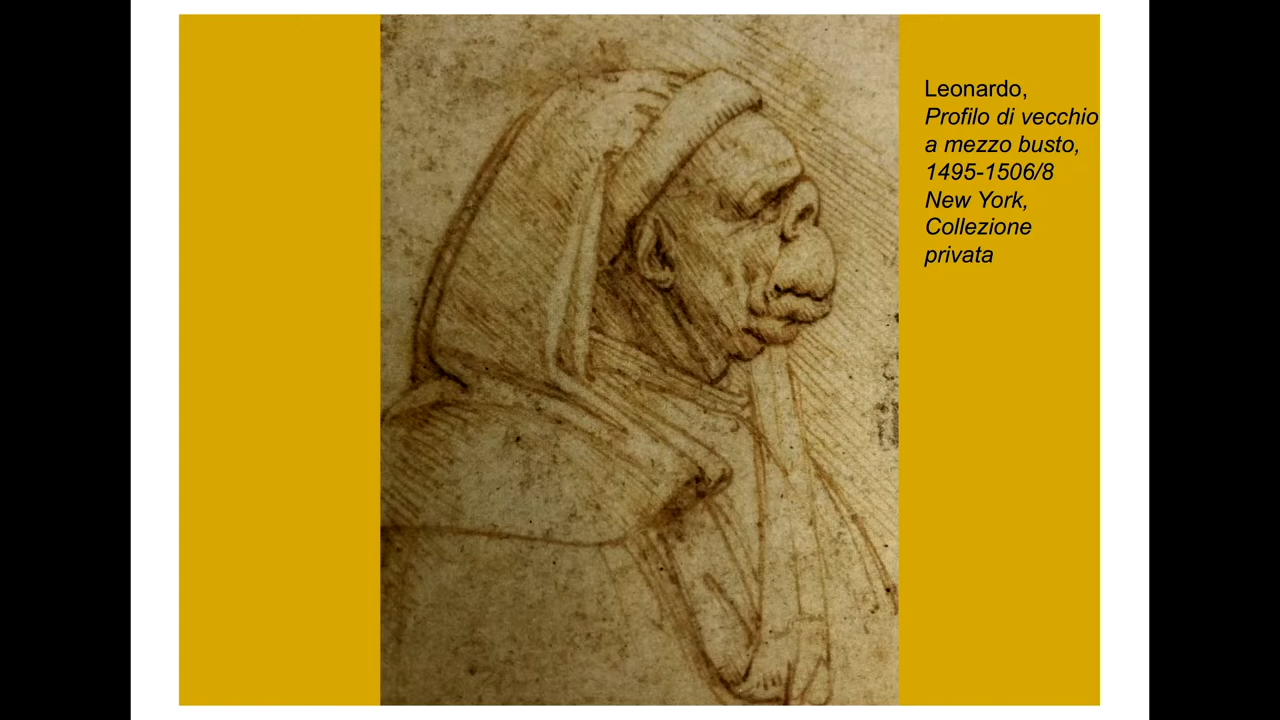 Leonardo,
Profilo di vecchio
a mezzo busto,
1495-1506/8
New York,
Collezione
privata